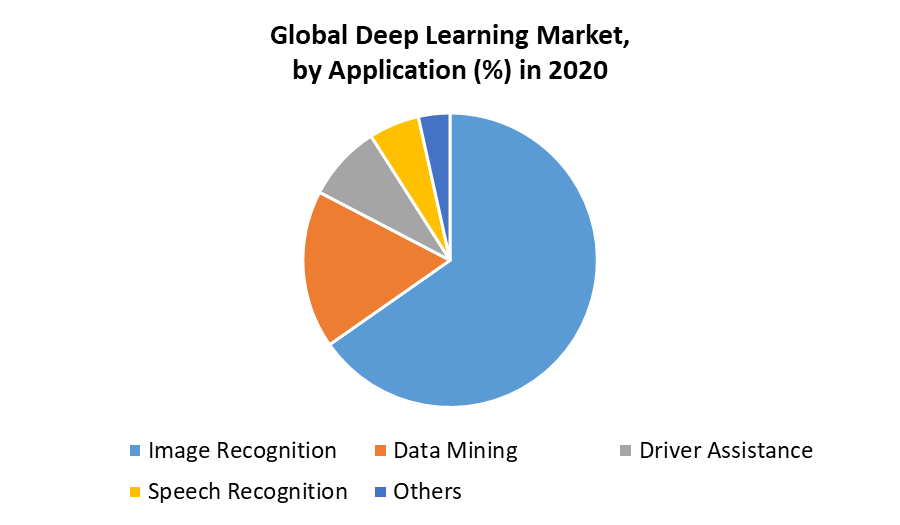 Global Deep Learning Market,
by Application (%) in 2020
Image Recognition
Data Mining
Driver Assistance
Speech Recognition
Others